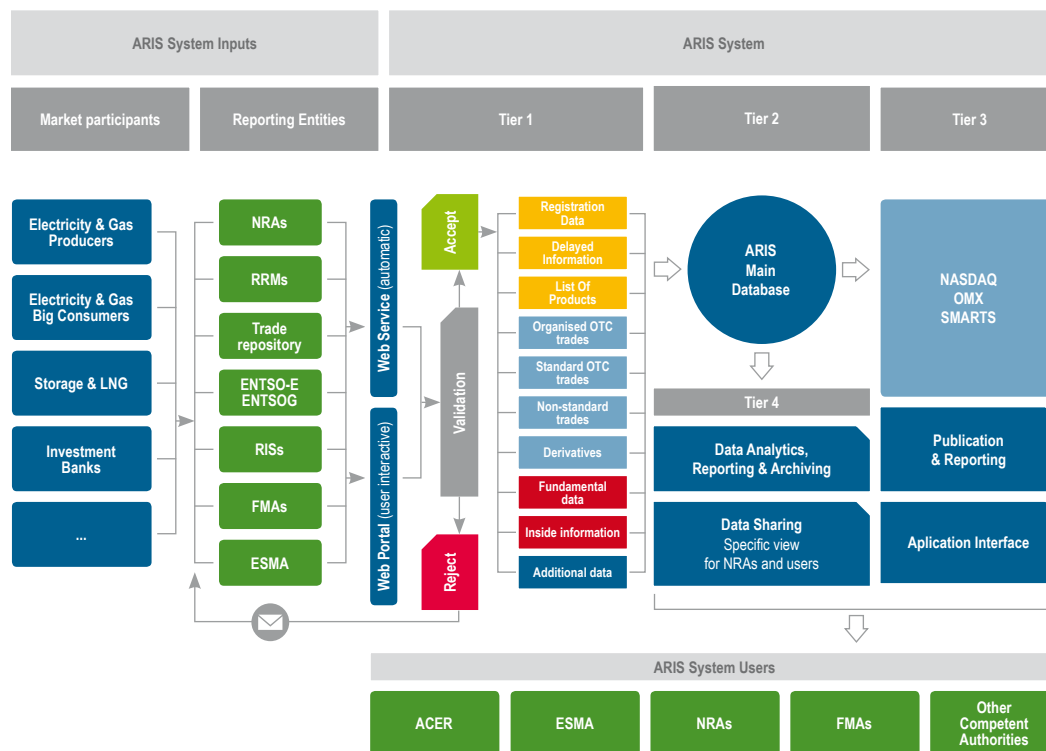 ARIS System Inputs
ARIS System
Market participants
Reporting Entities
Tier 1
Tier 2
Tier 3
Electricity & Gas
Producers
Electricity & Gas
Big Consumers
Storage & LNG
Investment
Banks
...
NRAs
RRMs
Trade
repository
ENTSO-E
ENTSOG
RISs
FMAs
ESMA
Web Service (automatic)
Web Portal (user interactive)
Accept
Validation
Reject
Registration
Data
Delayed
Information
List Of
Products
Organised OTC
trades
Standard OTC
trades
Non-standard
trades
Derivatives
Fundamental
data
Inside information
Additional data
ARIS
Main
Database
Tier 4
Data Analytics,
Reporting & Archiving
Data Sharing
Specific view
for NRAs and users
NASDAQ
OMX
SMARTS
Publication
& Reporting
Aplication Interface
ARIS System Users
ACER
ESMA
NRAs
FMAs
Other
Competent
Authorities